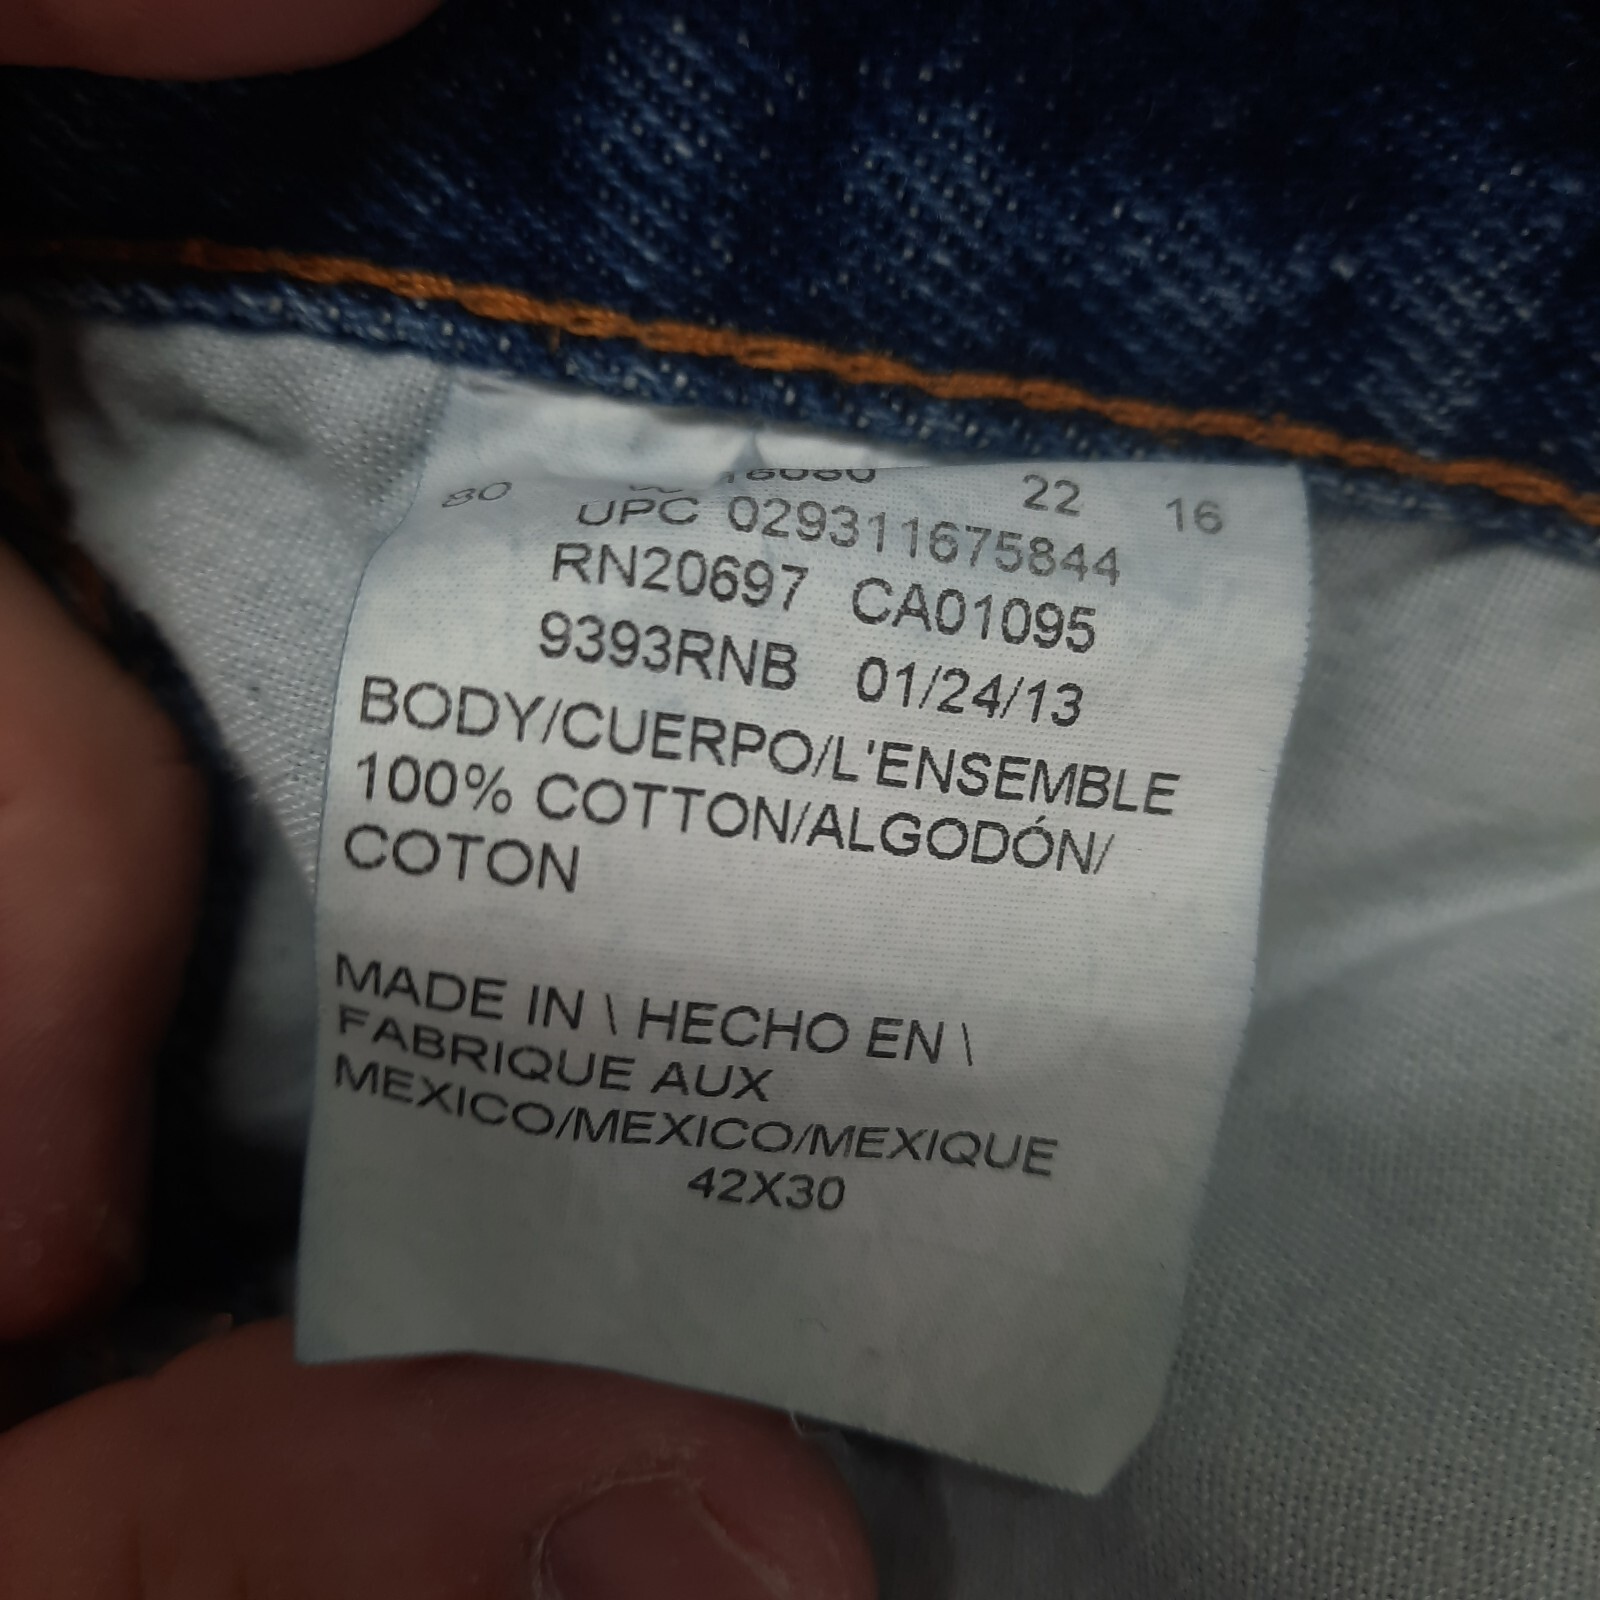 80 22 16
UPC 029311675844
RN20697 CA01095
9393RNB 01/24/13
BODY/CUERPO/L'ENSEMBLE
100% COTTON/ALGODÓN/
COTON
MADE IN \ HECHO EN \
FABRIQUE AUX
MEXICO/MEXICO/MEXIQUE
42X30